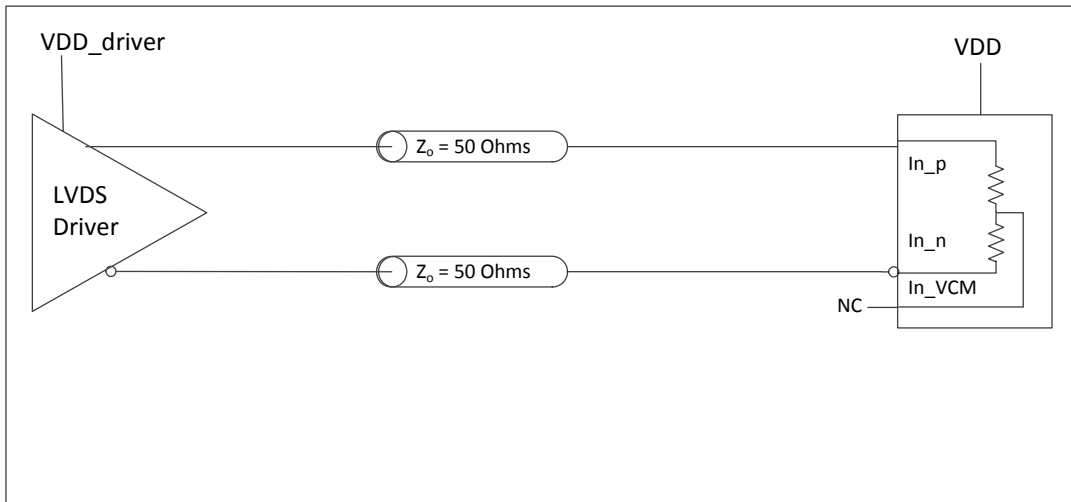 VDD_driver
VDD
Zo = 50 Ohms
LVDS
Driver
In_p
In_n
Zo = 50 Ohms
In_VCM
NC